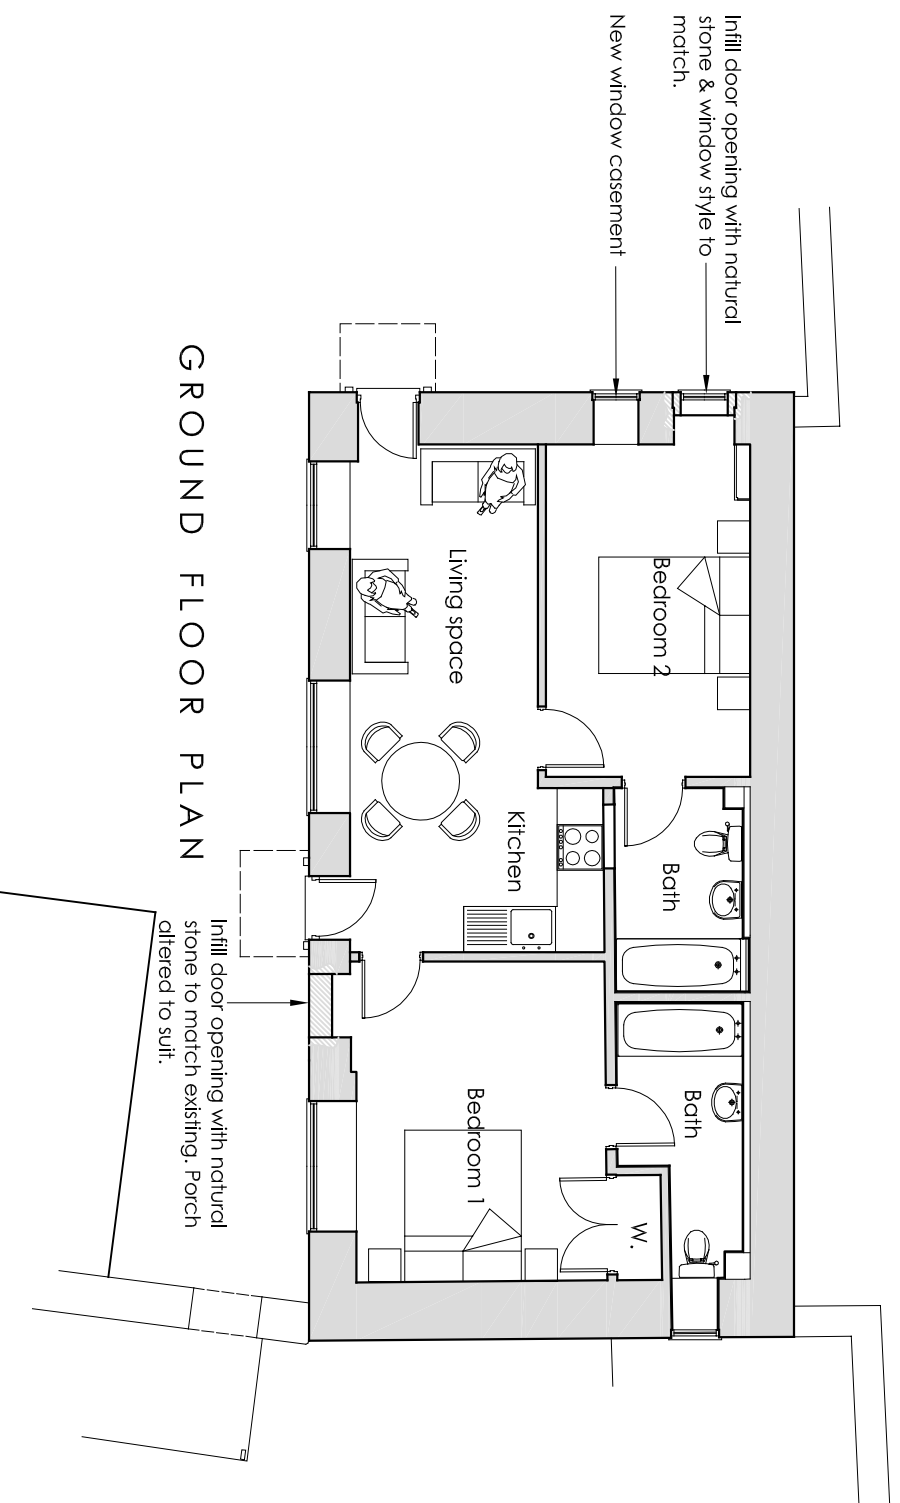 Infill door opening with natural
stone & window style to
match.
New window casement
Bedroom 2
Living space
Bath
Kitchen
Bath
W.
Bedroom 1
Infill door opening with natural
stone to match existing. Porch
altered to suit.
GROUND FLOOR PLAN